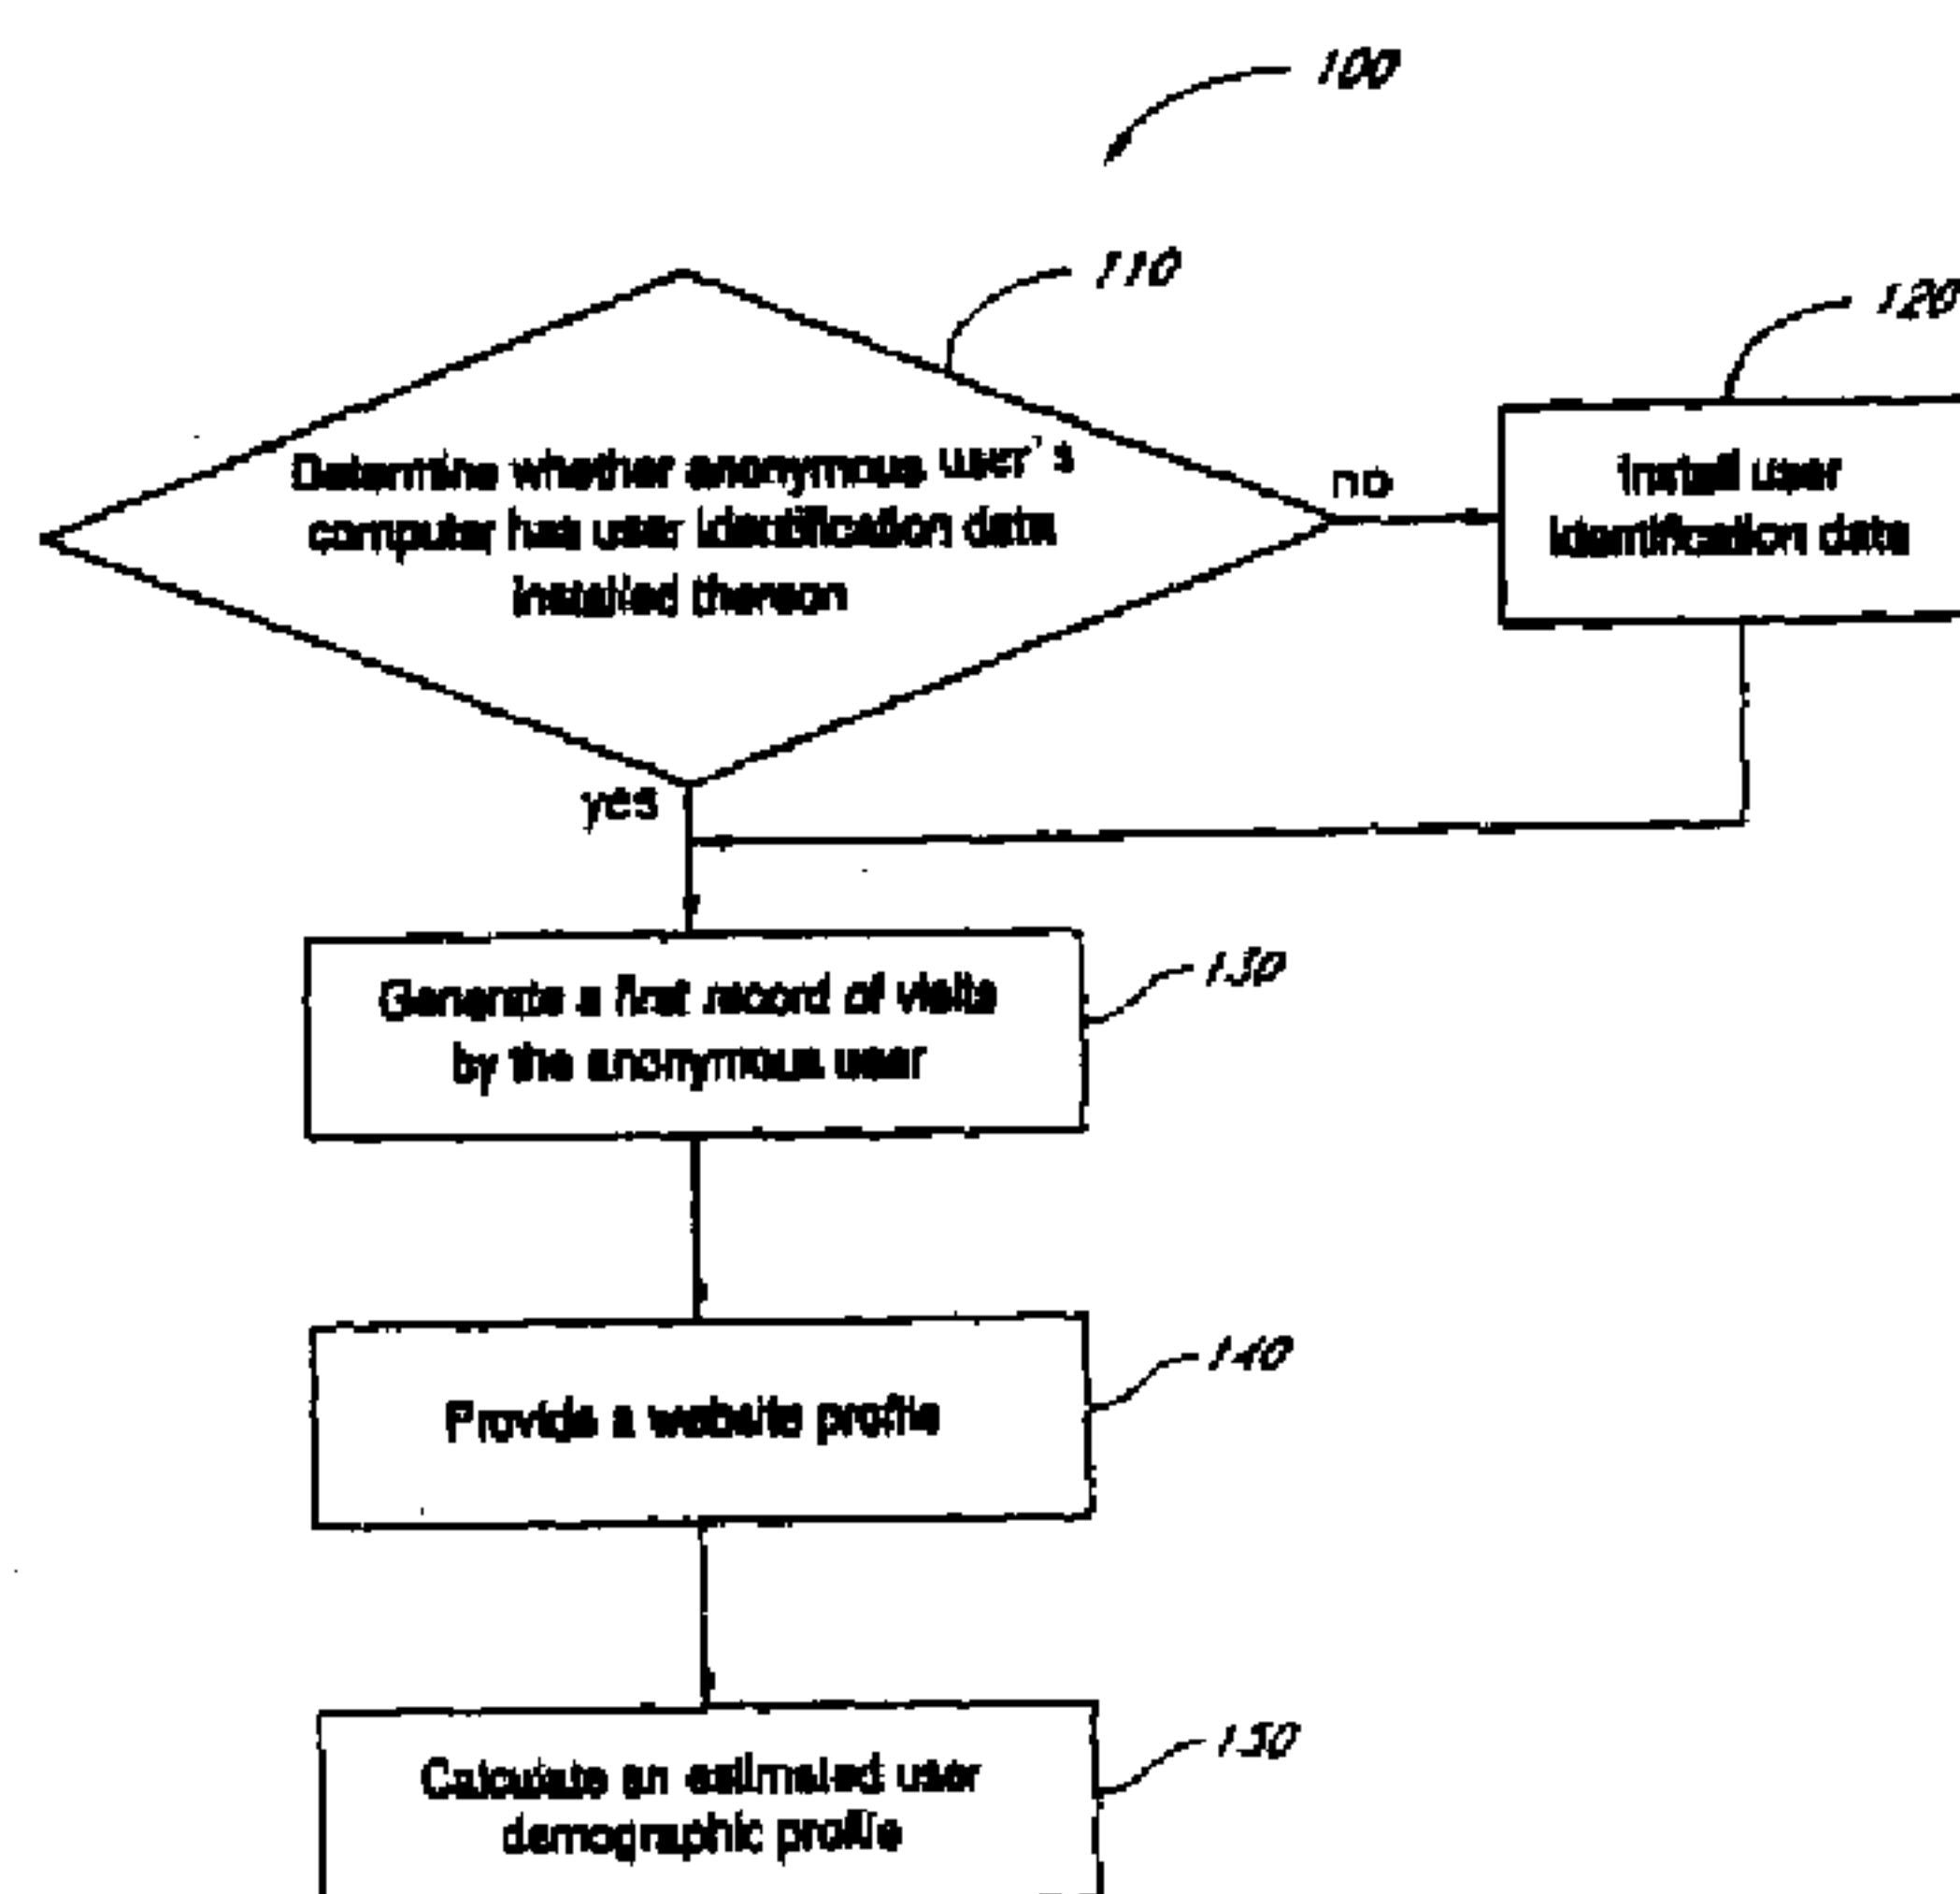 100
110
120
Determine whether anonymous user's
computer has user identification data
installed thereon
no
Install user
identification data
yes
Generate a first record of visits
by the anonymous user
130
Provide a website profile
140
Calculate an estimated user
demographic profile
150